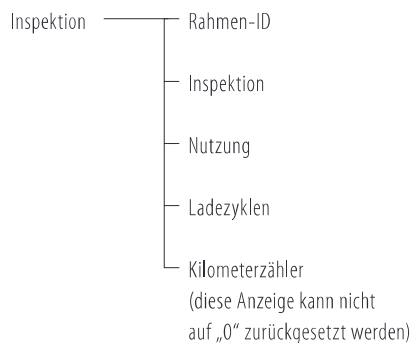 Inspektion
Rahmen-ID
Inspektion
Nutzung
Ladezyklen
Kilometerzähler
(diese Anzeige kann nicht
auf „0“ zurückgesetzt werden)